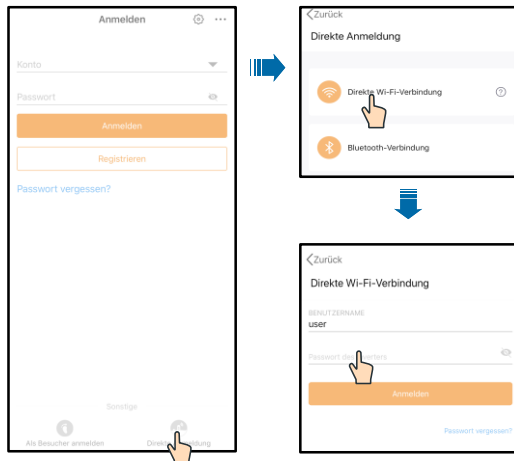 Anmelden
Konto
Passwort
Anmelden
Registrieren
Passwort vergessen?
Sonstige
Als Besucher anmelden
Zurück
Direkte Anmeldung
Direkte Wi-Fi-Verbindung
Bluetooth-Verbindung
Zurück
Direkte Wi-Fi-Verbindung
BENUTZERNAME
user
Passwort
Anmelden
Passwort vergessen?